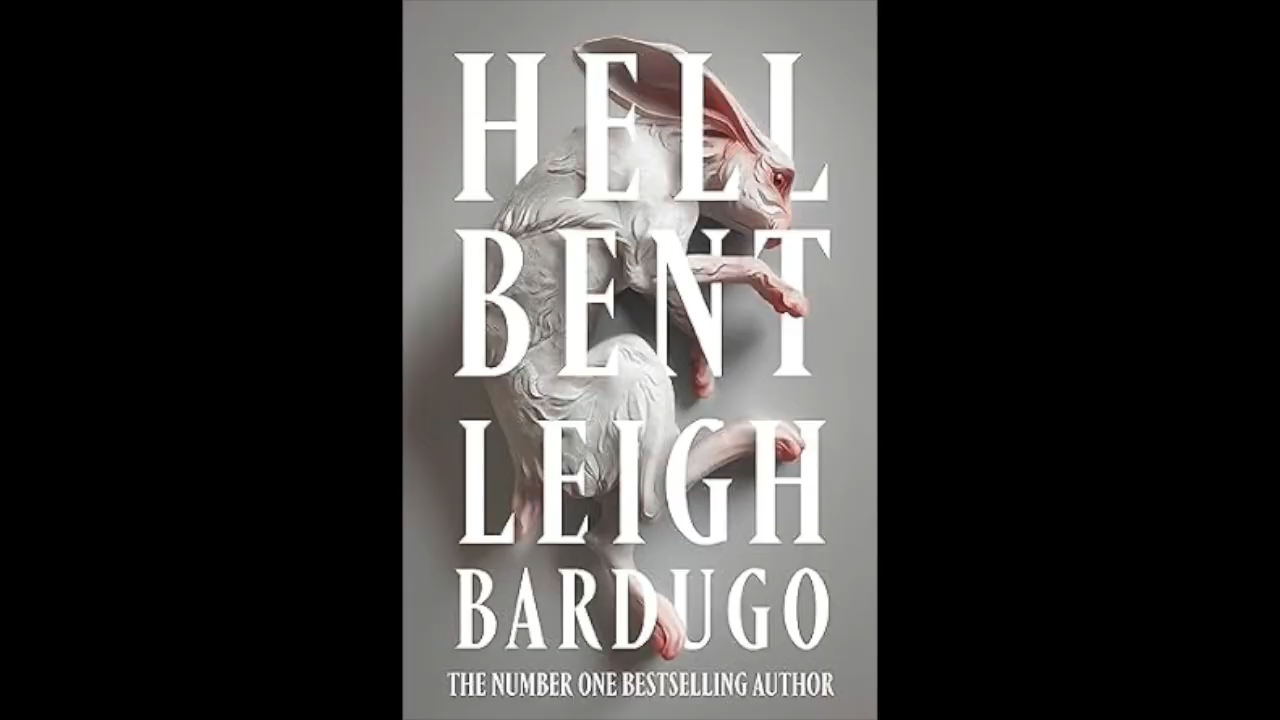 HELL
BENT
LEIGH
BARDUGO
THE NUMBER ONE BESTSELLING AUTHOR